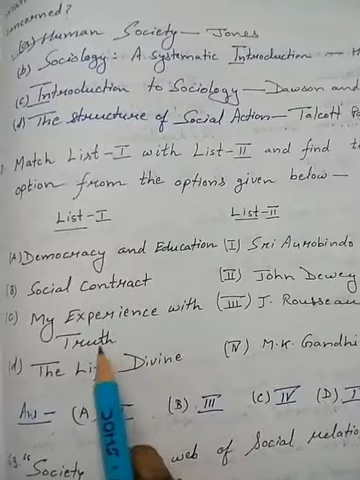 concerned?
(a) Human Society — Jones
(b) Sociology: A systematic Introduction —
(c) Introduction to Sociology — Dawson and
(d) The structure of Social Action — Talcott
Match List-I with List-II and find
option from the options given below —
List-I List-II
(A) Democracy and Education (I) Sri Aurobindo
(B) Social Contract (II) John Dewey
(C) My Experience with (III) J. Rousseau
Truth
(d) The Divine (IV) M.K. Gandhi
Ans — (A) (B) III (C) IV (D) I
"Society web of Social